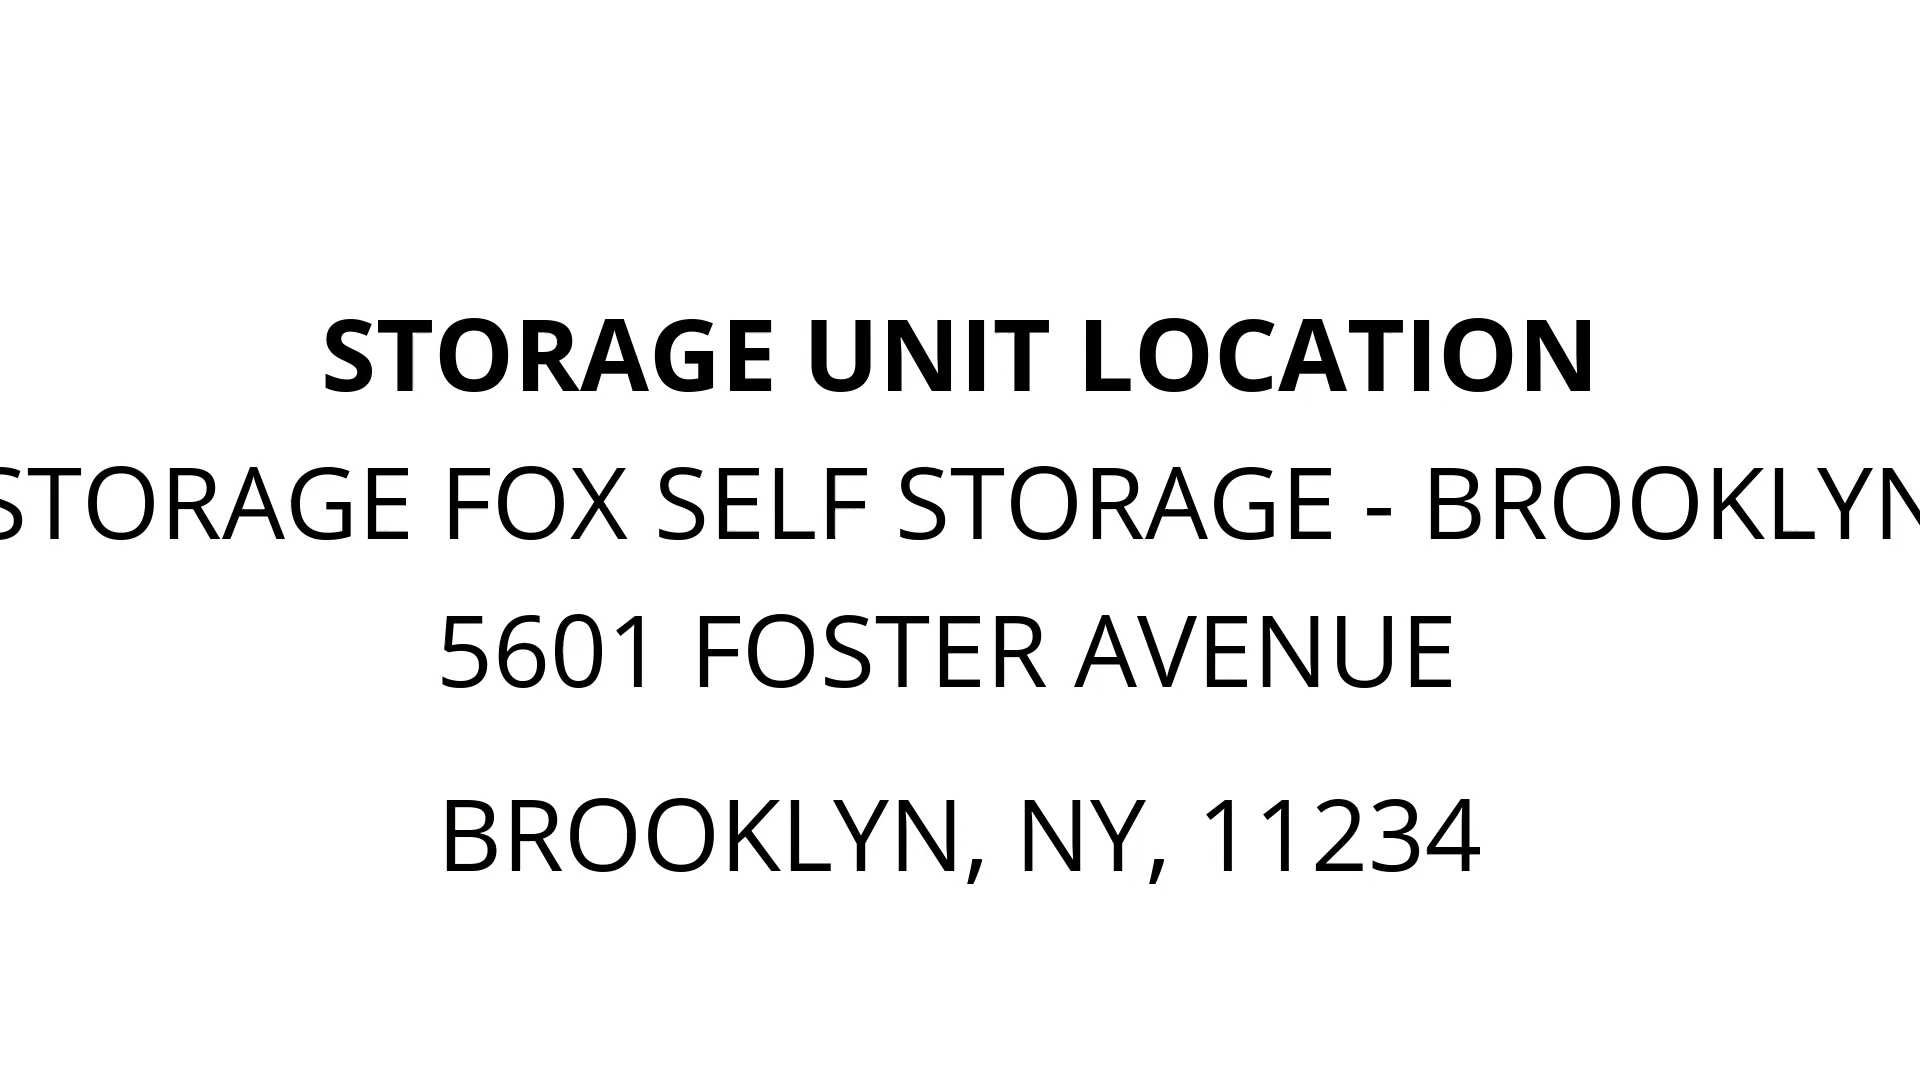 STORAGE UNIT LOCATION
STORAGE FOX SELF STORAGE - BROOKLYN
5601 FOSTER AVENUE
BROOKLYN, NY, 11234